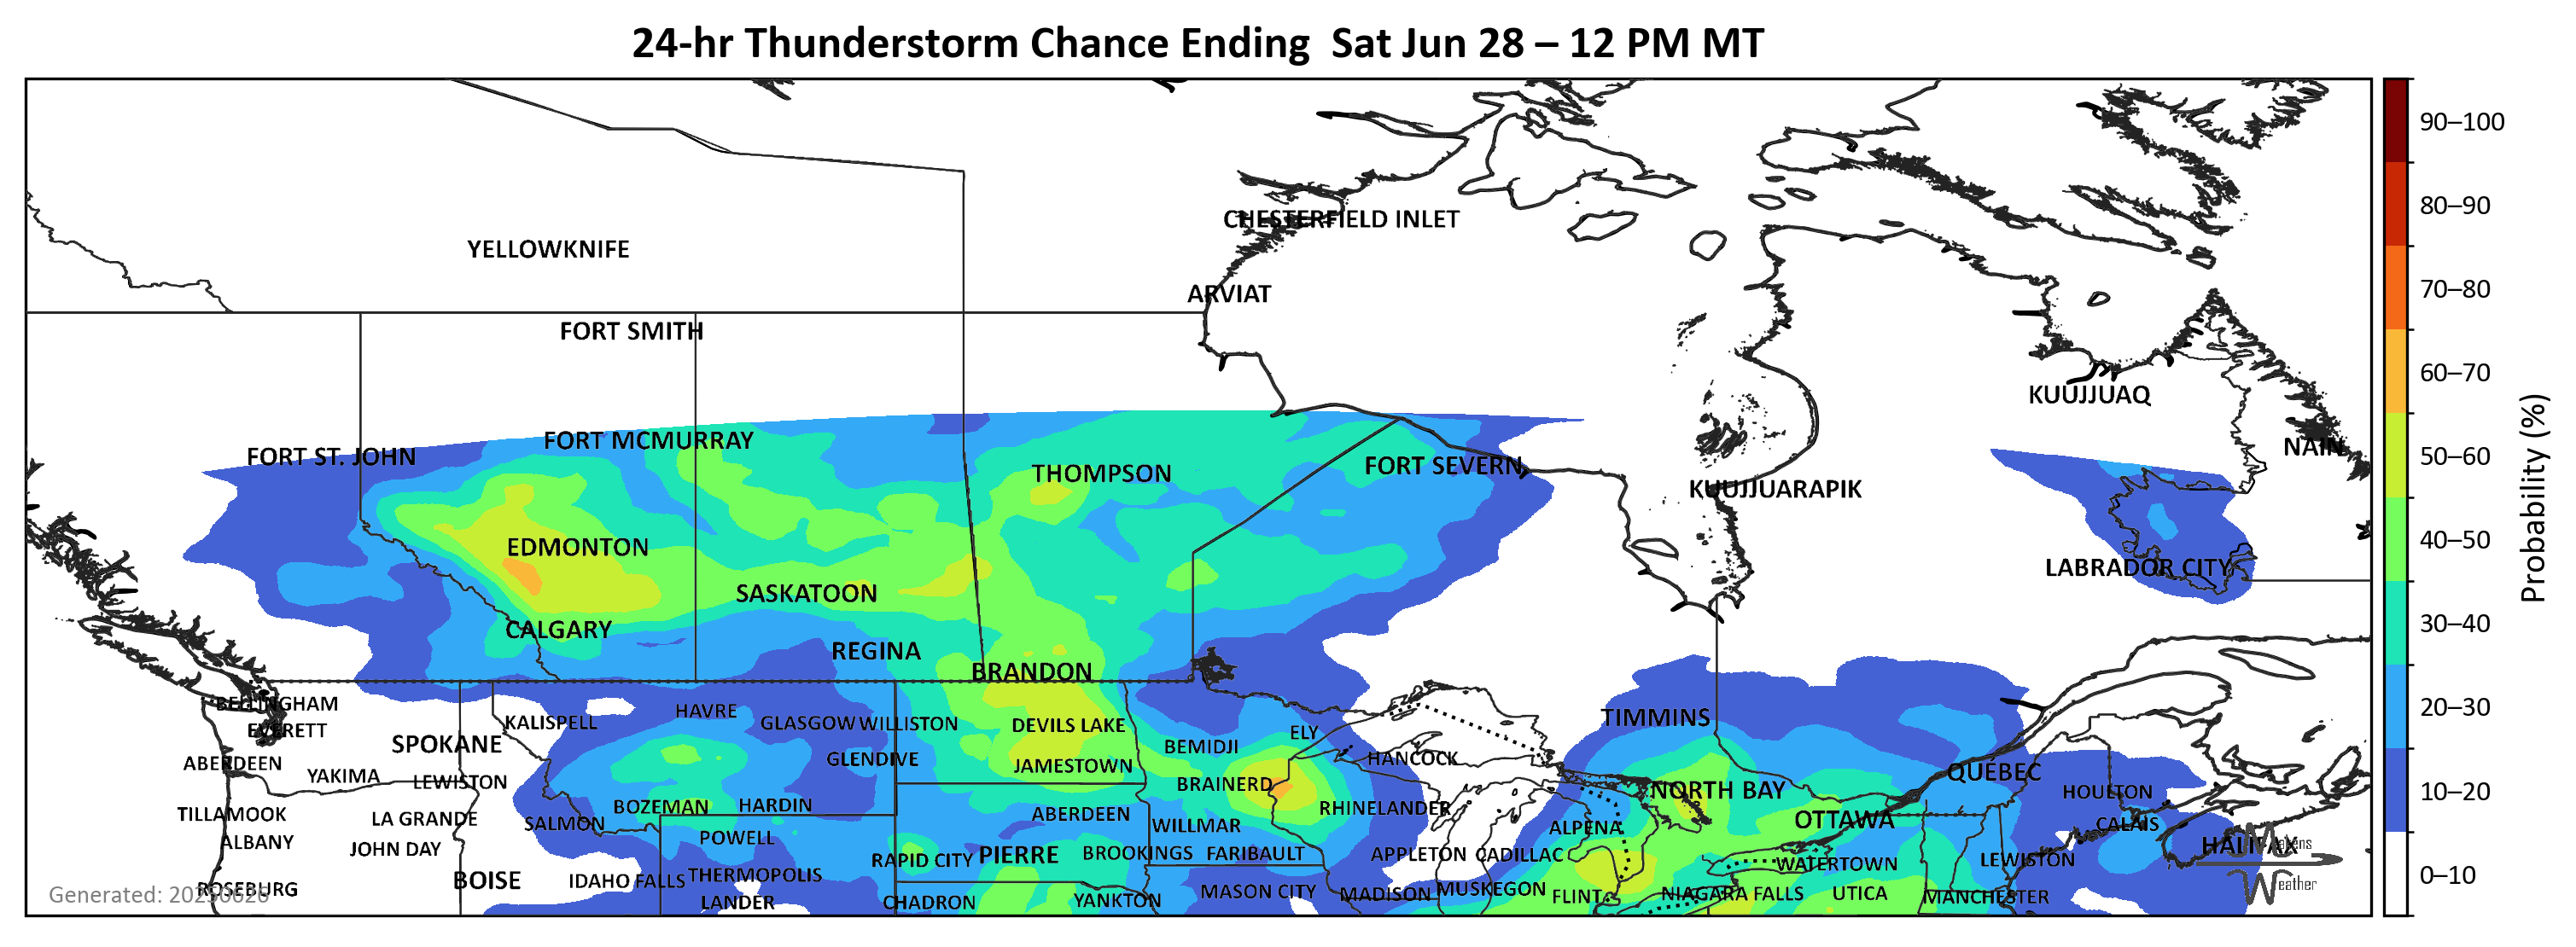 24-hr Thunderstorm Chance Ending  Sat Jun 28 – 12 PM MT
90–100
80–90
70–80
60–70
50–60
40–50
30–40
20–30
10–20
0–10
Probability (%)
CHESTERFIELD INLET
YELLOWKNIFE
ARVIAT
FORT SMITH
KUUJJUAQ
FORT MCMURRAY
NAIN
FORT ST. JOHN
THOMPSON
FORT SEVERN
KUUJJUARAPIK
EDMONTON
LABRADOR CITY
SASKATOON
CALGARY
REGINA
BRANDON
BELLINGHAM
HAVRE
KALISPELL
GLASGOW
WILLISTON
DEVILS LAKE
TIMMINS
EVERETT
ELY
SPOKANE
BEMIDJI
ABERDEEN
GLENDIVE
JAMESTOWN
HANCOCK
YAKIMA
LEWISTON
BRAINERD
QUÉBEC
NORTH BAY
HOULTON
BOZEMAN
HARDIN
RHINELANDER
TILLAMOOK
LA GRANDE
SALMON
ABERDEEN
WILLMAR
ALPENA
OTTAWA
CALAIS
ALBANY
JOHN DAY
POWELL
RAPID CITY
PIERRE
BROOKINGS
FARIBAULT
APPLETON
CADILLAC
WATERTOWN
LEWISTON
HALIFAX
BOISE
IDAHO FALLS
THERMOPOLIS
ROSEBURG
LANDER
CHADRON
YANKTON
MASON CITY
MADISON
MUSKEGON
FLINT
NIAGARA FALLS
UTICA
MANCHESTER
Generated: 20250626
Weather